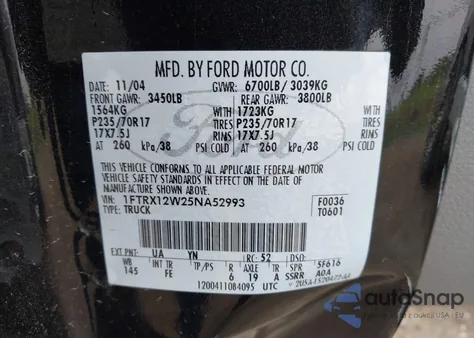 MFD. BY FORD MOTOR CO.
DATE: 11/04 GVWR: 6700LB/ 3039KG
FRONT GAWR: 3450LB REAR GAWR: 3800LB
1564KG WITH 1723KG WITH
P235/70R17 TIRES P235/70R17 TIRES
17X7.5J RIMS 17X7.5J RIMS
AT 260 kPa/38 PSI COLD AT 260 kPa/38 PSI COLD
THIS VEHICLE CONFORMS TO ALL APPLICABLE FEDERAL MOTOR
VEHICLE SAFETY STANDARDS IN EFFECT ON THE DATE OF
MANUFACTURE SHOWN ABOVE.
VIN: 1FTRX12W25NA52993 F0036
TYPE: TRUCK T0601
EXT PNT: UA YN RC: 52 DSO:
WB INT TR TP/PS R AXLE TR SPR 5F616
145 FE 6 19 A SSRR A0A
1200411084095 UTC
Ford
autoSnap